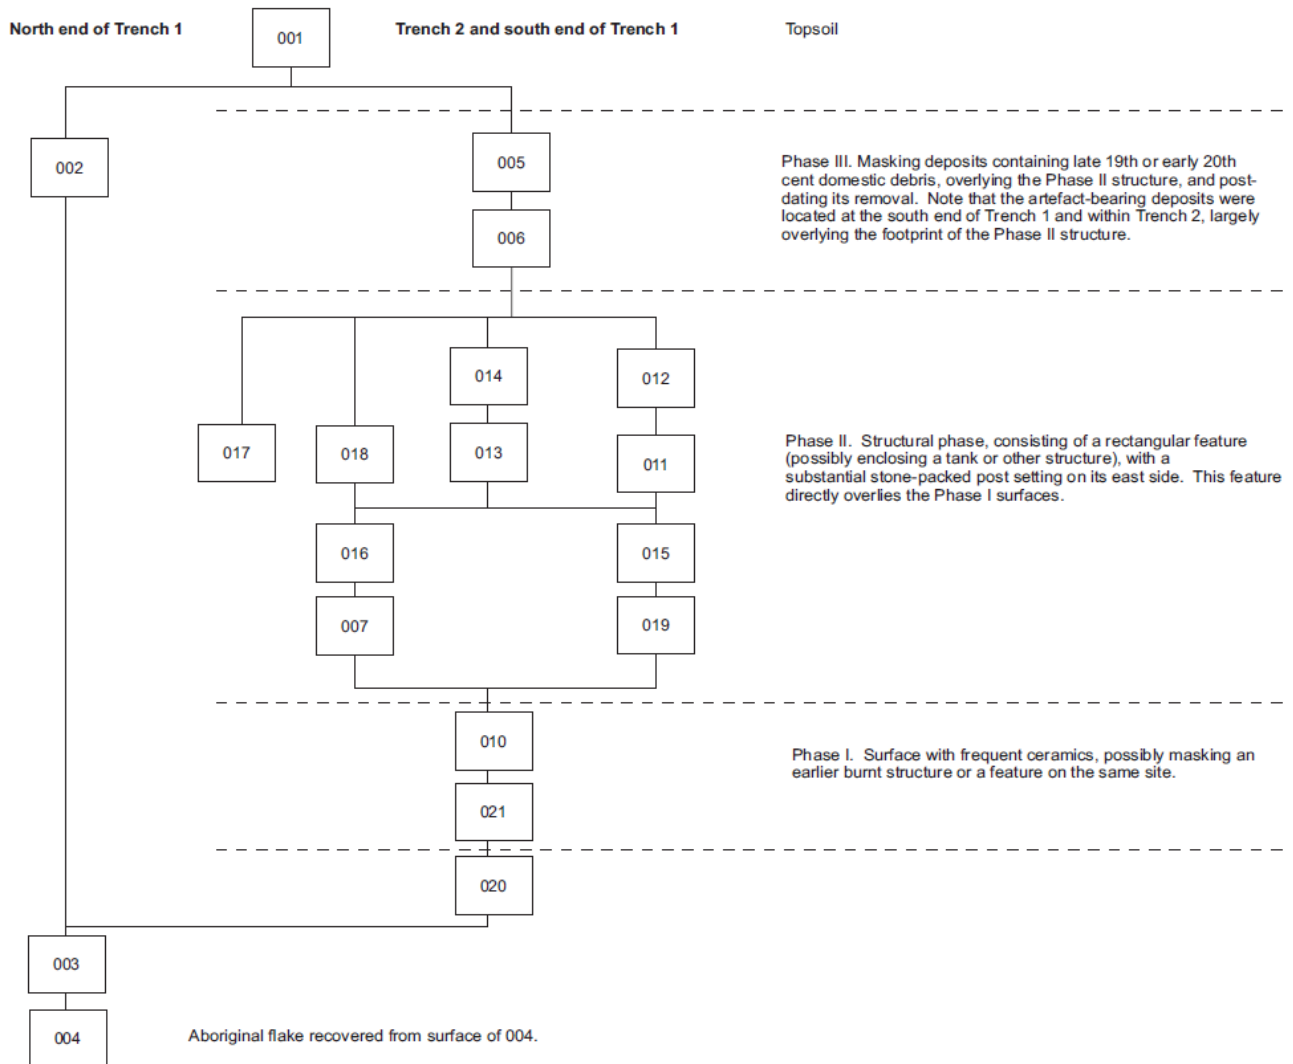 North end of Trench 1
001
Trench 2 and south end of Trench 1
Topsoil
002
005
006
Phase III. Masking deposits containing late 19th or early 20th
cent domestic debris, overlying the Phase II structure, and post-
dating its removal. Note that the artefact-bearing deposits were
located at the south end of Trench 1 and within Trench 2, largely
overlying the footprint of the Phase II structure.
014
012
017
018
013
011
Phase II. Structural phase, consisting of a rectangular feature
(possibly enclosing a tank or other structure), with a
substantial stone-packed post setting on its east side. This feature
directly overlies the Phase I surfaces.
016
015
007
019
010
Phase I. Surface with frequent ceramics, possibly masking an
earlier burnt structure or a feature on the same site.
021
020
003
004
Aboriginal flake recovered from surface of 004.